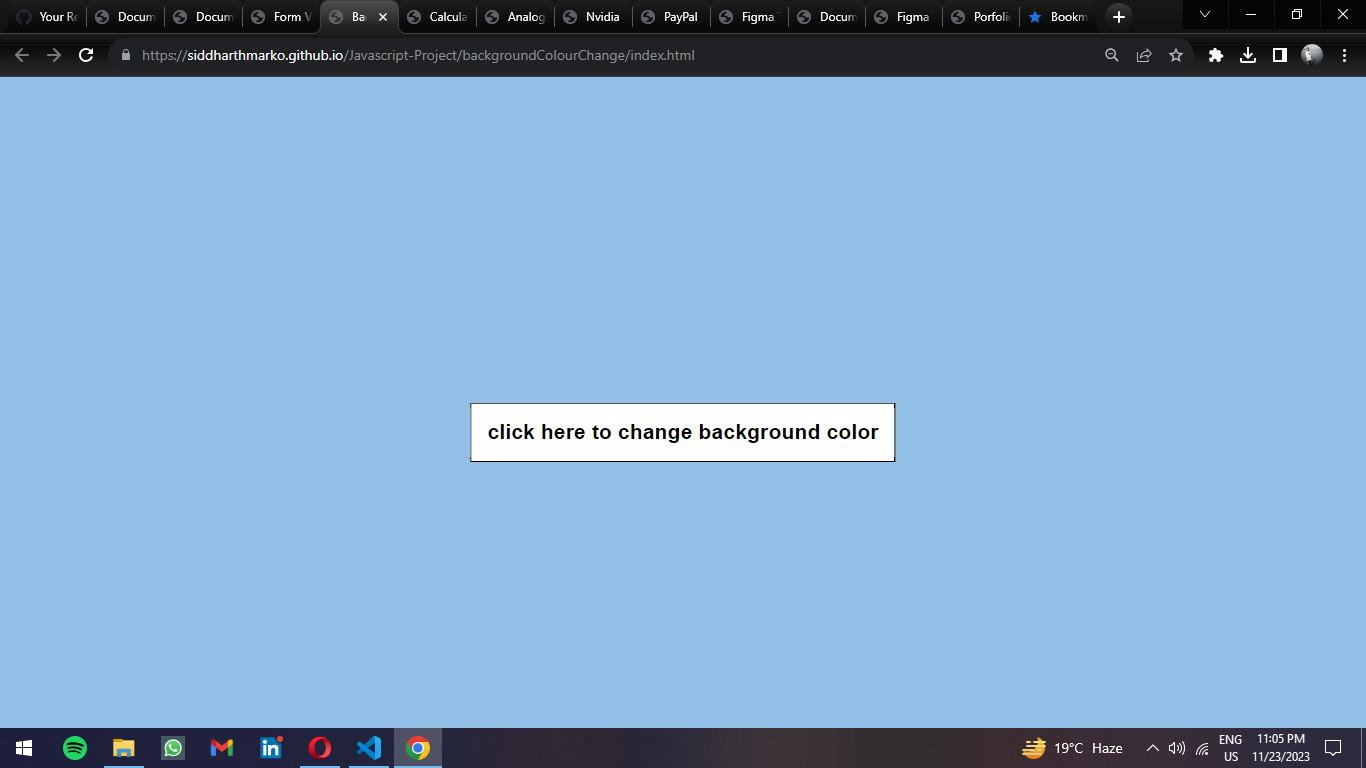 Your Re
Docum
Docum
Form V
Ba
Calcula
Analog
Nvidia
PayPal
Figma
Docum
Figma
Porfolio
Bookm
https://siddharthmarko.github.io/Javascript-Project/backgroundColourChange/index.html
click here to change background color
19°C Haze
ENG
US
11:05 PM
11/23/2023